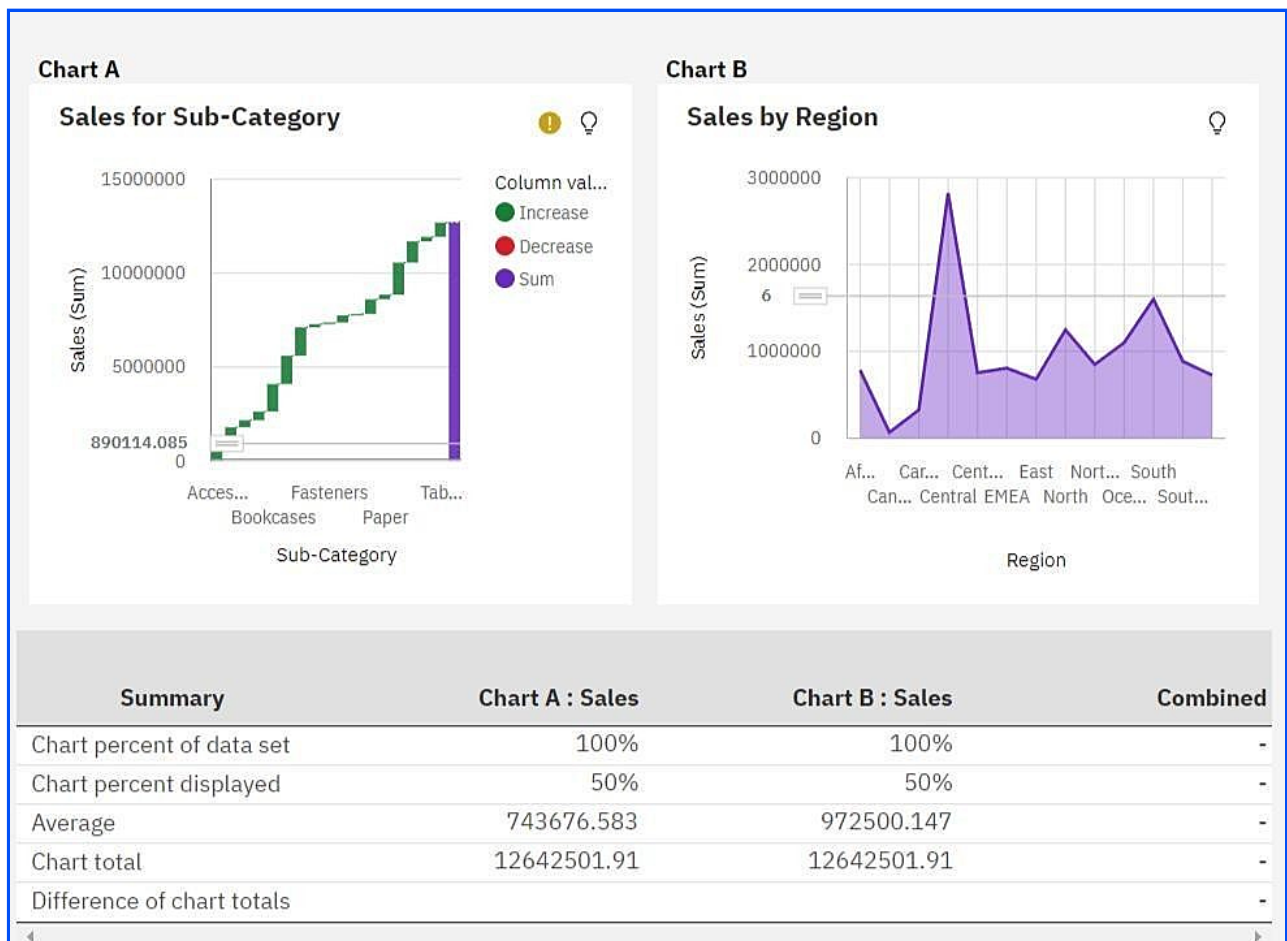 Chart A
Sales for Sub-Category
!
15000000
10000000
5000000
890114.085
0
Sales (Sum)
Column val...
Increase
Decrease
Sum
Acces... Fasteners Tab...
Bookcases Paper
Sub-Category
Chart B
Sales by Region
3000000
2000000
6
1000000
0
Sales (Sum)
Af... Car... Cent... East Nort... South
Can... Central EMEA North Oce... Sout...
Region
Summary Chart A : Sales Chart B : Sales Combined
Chart percent of data set 100% 100% -
Chart percent displayed 50% 50% -
Average 743676.583 972500.147 -
Chart total 12642501.91 12642501.91 -
Difference of chart totals -